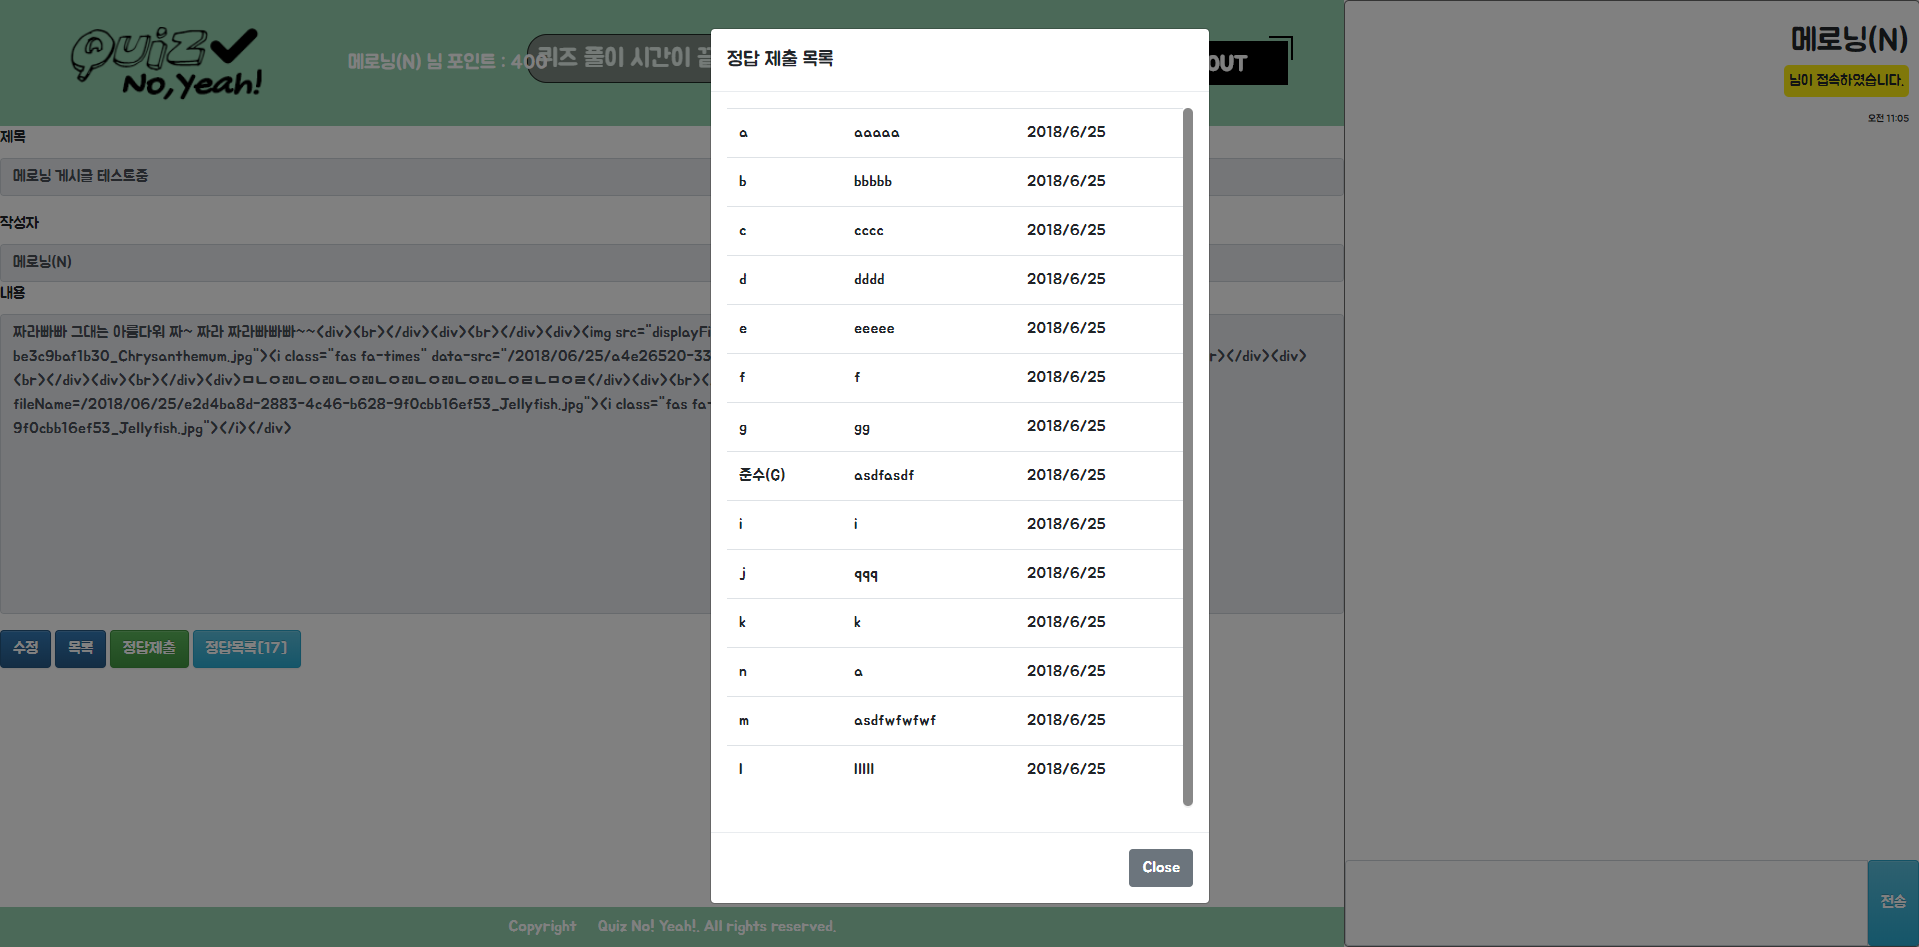 Quiz
No, Yeah!
메로닝(N) 님 포인트 : 400
퀴즈 풀이 시간이 끝
OUT
제목
메로닝 게시글 테스트중
작성자
메로닝(N)
내용
짜라빠빠 그대는 아름다워 짜~ 짜라 짜라빠빠빠~~<div><br></div><div><br></div><div><img src="displayFi
be3c9baf1b30_Chrysanthemum.jpg"><i class="fas fa-times" data-src="/2018/06/25/a4e26520-33
r></div><div>
<br></div><div><br></div><div>
</div><div><br><
fileName=/2018/06/25/e2d4ba8d-2883-4c46-b628-9f0cbb16ef53_Jellyfish.jpg"><i class="fas fa-
9f0cbb16ef53_Jellyfish.jpg"></i></div>
수정 목록 정답제출 정답목록[17]
정답 제출 목록
a aaaaa 2018/6/25
b bbbbb 2018/6/25
c cccc 2018/6/25
d dddd 2018/6/25
e eeeee 2018/6/25
f f 2018/6/25
g gg 2018/6/25
준수(G) asdfasdf 2018/6/25
i i 2018/6/25
j qqq 2018/6/25
k k 2018/6/25
n a 2018/6/25
m asdfwfwfwf 2018/6/25
l lllll 2018/6/25
Close
메로닝(N)
님이 접속하였습니다.
오전 11:05
전송
Copyright Quiz No! Yeah!. All rights reserved.